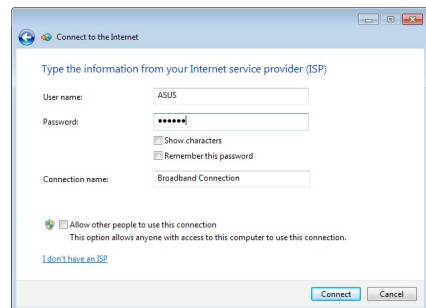 Connect to the Internet
Type the information from your Internet service provider (ISP)
User name:
ASUS
Password:
••••••
Show characters
Remember this password
Connection name:
Broadband Connection
Allow other people to use this connection
This option allows anyone with access to this computer to use this connection.
I don't have an ISP
Connect
Cancel